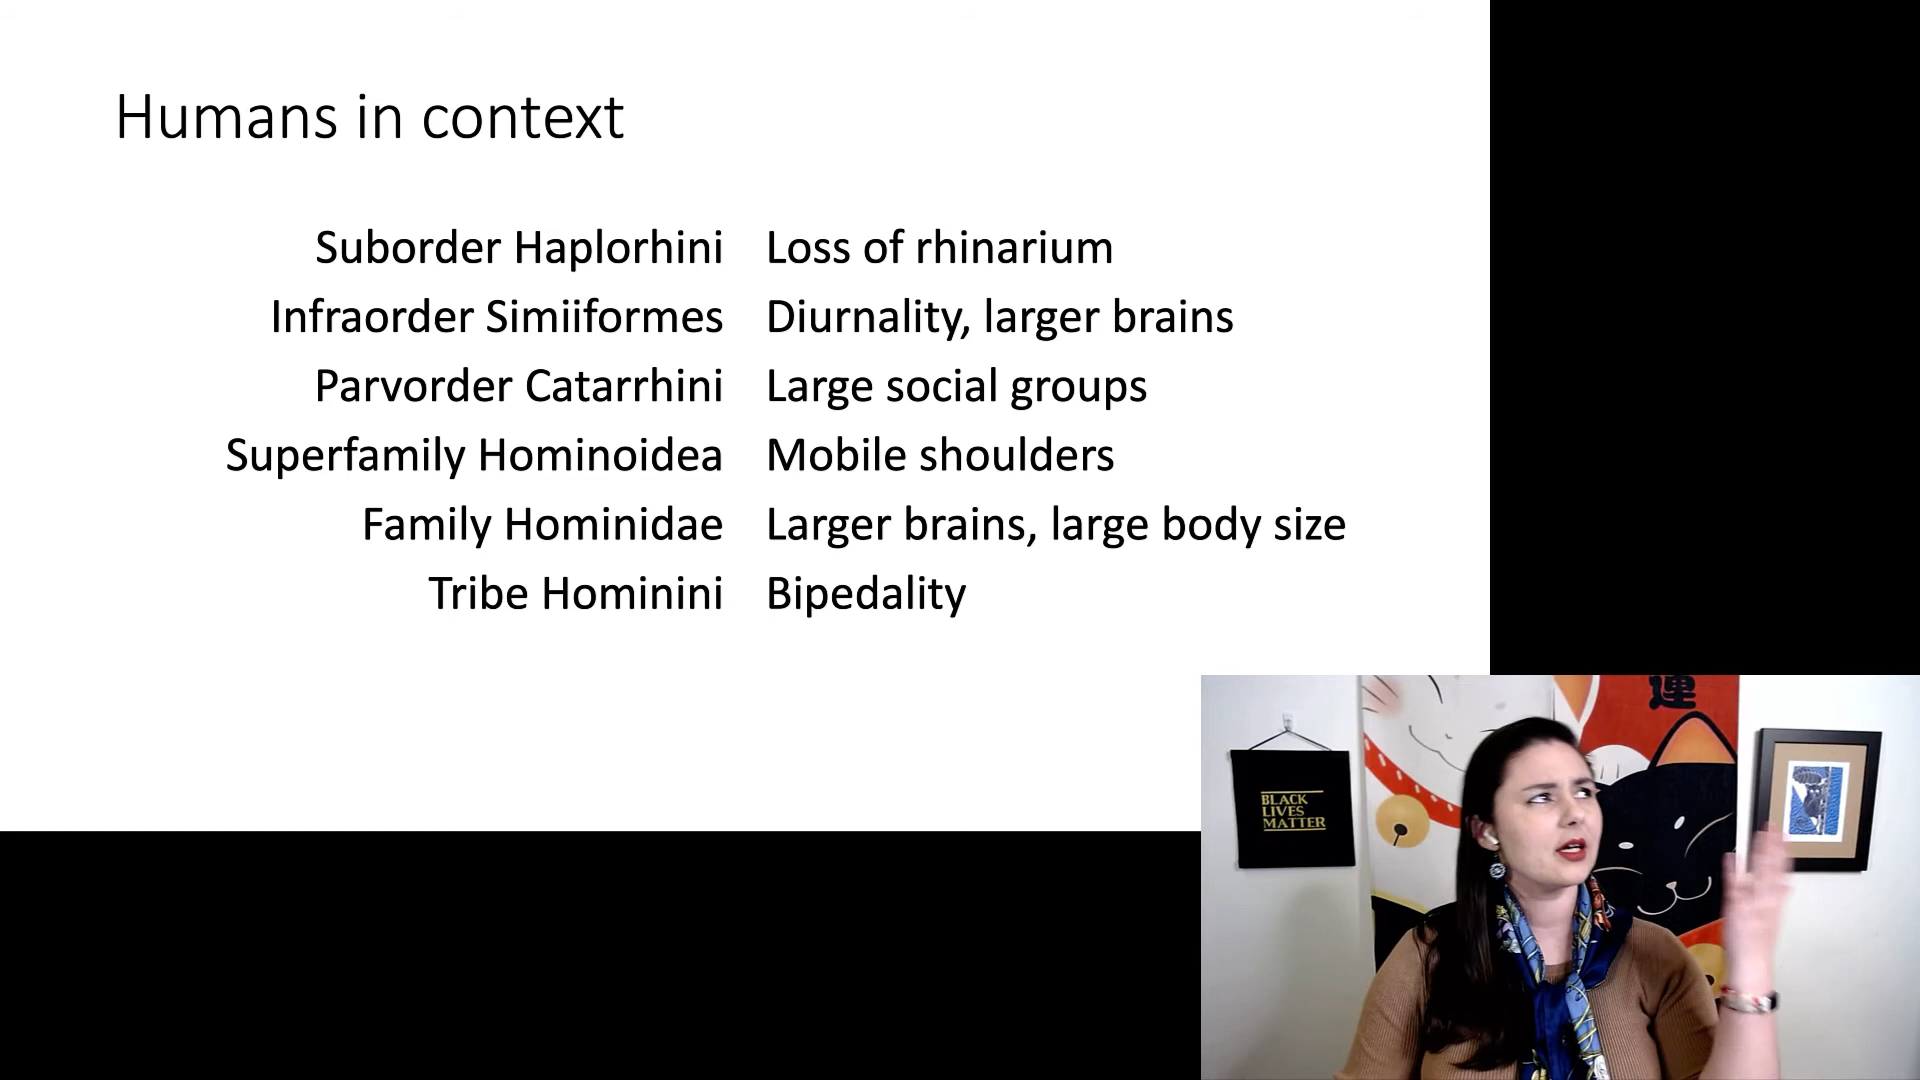 Humans in context
Suborder Haplorhini Loss of rhinarium
Infraorder Simiiformes Diurnality, larger brains
Parvorder Catarrhini Large social groups
Superfamily Hominoidea Mobile shoulders
Family Hominidae Larger brains, large body size
Tribe Hominini Bipedality
運
BLACK
LIVES
MATTER